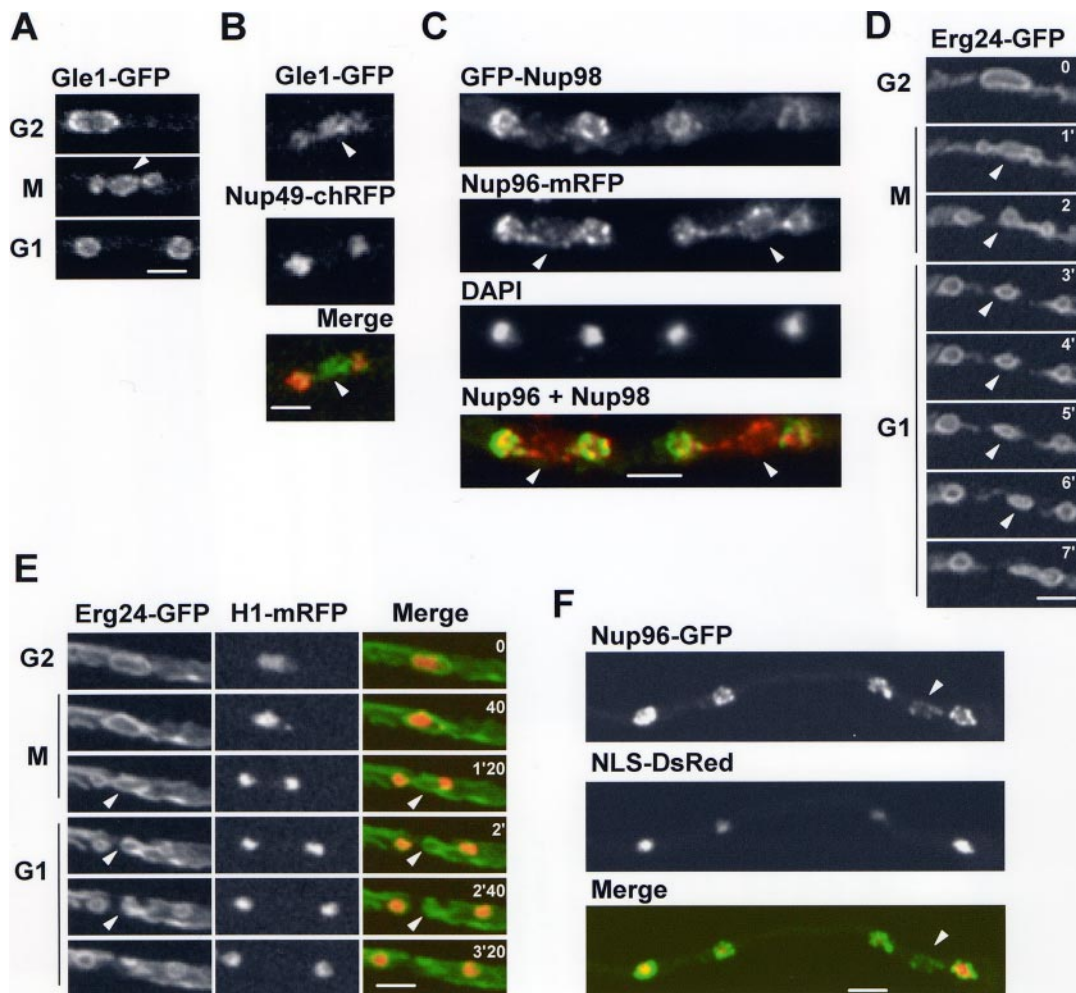 A
Gle1-GFP
G2
M
G1
B
Gle1-GFP
Nup49-chRFP
Merge
C
GFP-Nup98
Nup96-mRFP
DAPI
Nup96 + Nup98
D
Erg24-GFP
G2
0
M
1'
2
G1
3'
4'
5'
6'
7'
E
Erg24-GFP H1-mRFP Merge
G2
0
M
40
1'20
G1
2'
2'40
3'20
F
Nup96-GFP
NLS-DsRed
Merge